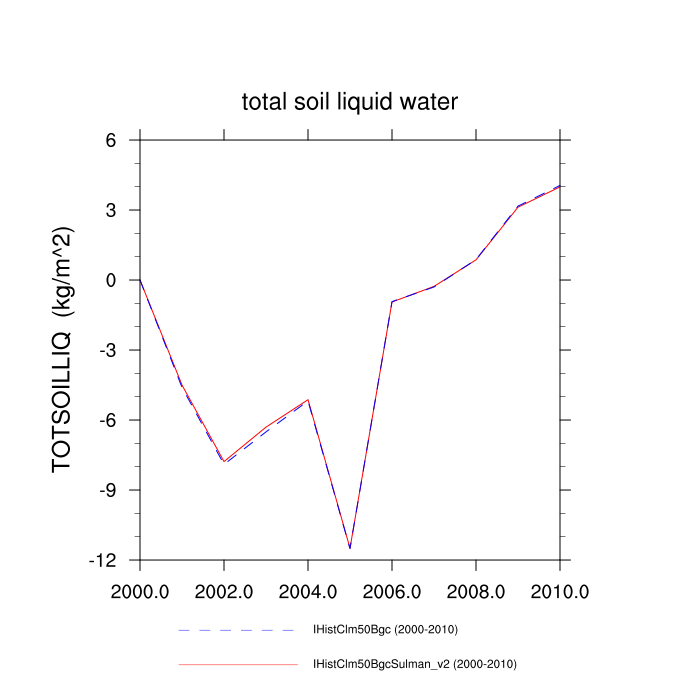 total soil liquid water
TOTSOILLIQ (kg/m^2)
6
3
0
-3
-6
-9
-12
2000.0 2002.0 2004.0 2006.0 2008.0 2010.0
IHistClm50Bgc (2000-2010)
IHistClm50BgcSulman_v2 (2000-2010)